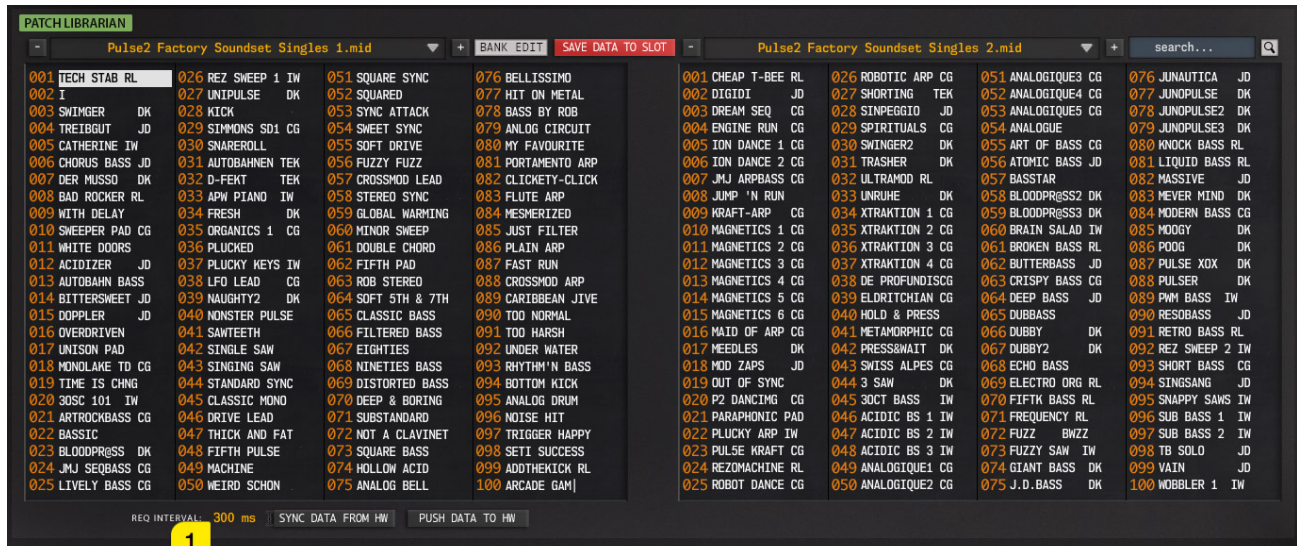 PATCH LIBRARIAN
- Pulse2 Factory Soundset Singles 1.mid + BANK EDIT SAVE DATA TO SLOT - Pulse2 Factory Soundset Singles 2.mid + search...
001 TECH STAB RL 026 REZ SWEEP 1 IW 051 SQUARE SYNC 076 BELLISSIMO 001 CHEAP T-BEE RL 026 ROBOTIC ARP CG 051 ANALOGIQUE3 CG 076 JUNAUTICA JD
002 I 027 UNIPULSE DK 052 SQUARED 077 HIT ON METAL 002 DIGIDI JD 027 SHORTING TEK 052 ANALOGIQUE4 CG 077 JUNOPULSE DK
003 SWIMGER DK 028 KICK 053 SYNC ATTACK 078 BASS BY ROB 003 DREAM SEQ CG 028 SINPEGGIO JD 053 ANALOGIQUE5 CG 078 JUNOPULSE2 DK
004 TREIBGUT JD 029 SIMMONS SD1 CG 054 SWEET SYNC 079 ANLOG CIRCUIT 004 ENGINE RUN CG 029 SPIRITUALS CG 054 ANALOGUE 079 JUNOPULSE3 DK
005 CATHERINE IW 030 SNAREROLL 055 SOFT DRIVE 080 MY FAVOURITE 005 ION DANCE 1 CG 030 SWINGER2 DK 055 ART OF BASS CG 080 KNOCK BASS RL
006 CHORUS BASS JD 031 AUTOBAHNEN TEK 056 FUZZY FUZZ 081 PORTAMENTO ARP 006 ION DANCE 2 CG 031 TRASHER DK 056 ATOMIC BASS JD 081 LIQUID BASS RL
007 DER MUSSO DK 032 D-FEKT TEK 057 CROSSMOD LEAD 082 CLICKETY-CLICK 007 JMJ ARPBASS CG 032 ULTRAMOD RL 057 BASSTAR 082 MASSIVE JD
008 BAD ROCKER RL 033 APW PIANO IW 058 STEREO SYNC 083 FLUTE ARP 008 JUMP 'N RUN 033 UNRUHE DK 058 BLOODPR@SS2 DK 083 MEVER MIND DK
009 WITH DELAY 034 FRESH DK 059 GLOBAL WARMING 084 MESMERIZED 009 KRAFT-ARP CG 034 XTRAKTION 1 CG 059 BLOODPR@SS3 DK 084 MODERN BASS CG
010 SWEEPER PAD CG 035 ORGANICS 1 CG 060 MINOR SWEEP 085 JUST FILTER 010 MAGNETICS 1 CG 035 XTRAKTION 2 CG 060 BRAIN SALAD IW 085 MOOGY DK
011 WHITE DOORS 036 PLUCKED 061 DOUBLE CHORD 086 PLAIN ARP 011 MAGNETICS 2 CG 036 XTRAKTION 3 CG 061 BROKEN BASS RL 086 POOG DK
012 ACIDIZER JD 037 PLUCKY KEYS IW 062 FIFTH PAD 087 FAST RUN 012 MAGNETICS 3 CG 037 XTRAKTION 4 CG 062 BUTTERBASS JD 087 PULSE XOX DK
013 AUTOBAHN BASS 038 LFO LEAD CG 063 ROB STEREO 088 CROSSMOD ARP 013 MAGNETICS 4 CG 038 DE PROFUNDISCG 063 CRISPY BASS CG 088 PULSER DK
014 BITTERSWEET JD 039 NAUGHTY2 DK 064 SOFT 5TH & 7TH 089 CARIBBEAN JIVE 014 MAGNETICS 5 CG 039 ELDRITCHIAN CG 064 DEEP BASS JD 089 PWM BASS IW
015 DOPPLER JD 040 NONSTER PULSE 065 CLASSIC BASS 090 TOO NORMAL 015 MAGNETICS 6 CG 040 HOLD & PRESS 065 DUBBASS 090 RESOBASS JD
016 OVERDRIVEN 041 SAWTEETH 066 FILTERED BASS 091 TOO HARSH 016 MAID OF ARP CG 041 METAMORPHIC CG 066 DUBBY DK 091 RETRO BASS RL
017 UNISON PAD 042 SINGLE SAW 067 EIGHTIES 092 UNDER WATER 017 MEEDLES DK 042 PRESS&WAIT DK 067 DUBBY2 DK 092 REZ SWEEP 2 IW
018 MONOLAKE TD CG 043 SINGING SAW 068 NINETIES BASS 093 RHYTHM'N BASS 018 MOD ZAPS JD 043 SWISS ALPES CG 068 ECHO BASS 093 SHORT BASS CG
019 TIME IS CHNG 044 STANDARD SYNC 069 DISTORTED BASS 094 BOTTOM KICK 019 OUT OF SYNC 044 3 SAW DK 069 ELECTRO ORG RL 094 SINGSANG JD
020 3OSC 101 IW 045 CLASSIC MONO 070 DEEP & BORING 095 ANALOG DRUM 020 P2 DANCIMG CG 045 3OCT BASS IW 070 FIFTK BASS RL 095 SNAPPY SAWS IW
021 ARTROCKBASS CG 046 DRIVE LEAD 071 SUBSTANDARD 096 NOISE HIT 021 PARAPHONIC PAD 046 ACIDIC BS 1 IW 071 FREQUENCY RL 096 SUB BASS 1 IW
022 BASSIC 047 THICK AND FAT 072 NOT A CLAVINET 097 TRIGGER HAPPY 022 PLUCKY ARP IW 047 ACIDIC BS 2 IW 072 FUZZ BWZZ 097 SUB BASS 2 IW
023 BLOODPR@SS DK 048 FIFTH PULSE 073 SQUARE BASS 098 SETI SUCCESS 023 PUL5E KRAFT CG 048 ACIDIC BS 3 IW 073 FUZZY SAW IW 098 TB SOLO JD
024 JMJ SEQBASS CG 049 MACHINE 074 HOLLOW ACID 099 ADDTHEKICK RL 024 REZOMACHINE RL 049 ANALOGIQUE1 CG 074 GIANT BASS DK 099 VAIN JD
025 LIVELY BASS CG 050 WEIRD SCHON 075 ANALOG BELL 100 ARCADE GAM 025 ROBOT DANCE CG 050 ANALOGIQUE2 CG 075 J.D.BASS DK 100 WOBBLER 1 IW
REQ INTERVAL: 300 ms SYNC DATA FROM HW PUSH DATA TO HW
1